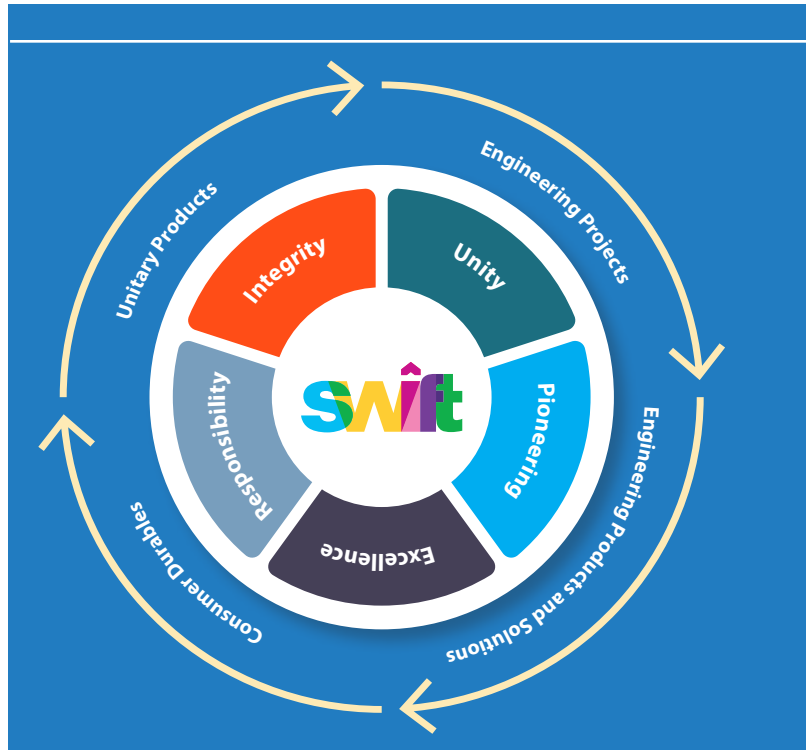 Engineering Projects
Engineering Products and Solutions
Consumer Durables
Unitary Products
Unity
Pioneering
Excellence
Responsibility
Integrity
swift